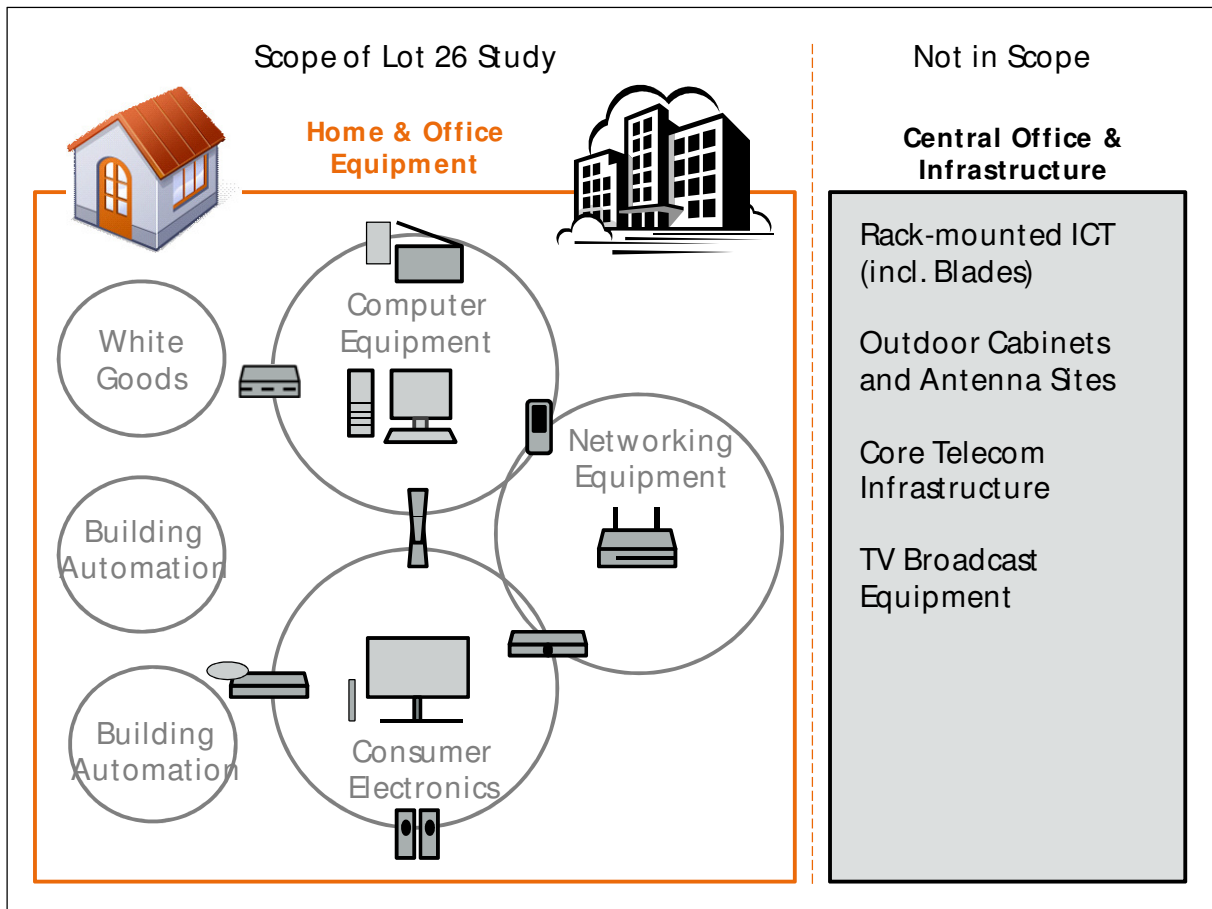 Scope of Lot 26 Study
Not in Scope
Home & Office
Equipment
Central Office &
Infrastructure
Rack-mounted ICT
(incl. Blades)
Outdoor Cabinets
and Antenna Sites
Core Telecom
Infrastructure
TV Broadcast
Equipment
Computer
Equipment
White
Goods
Networking
Equipment
Building
Automation
Building
Automation
Consumer
Electronics